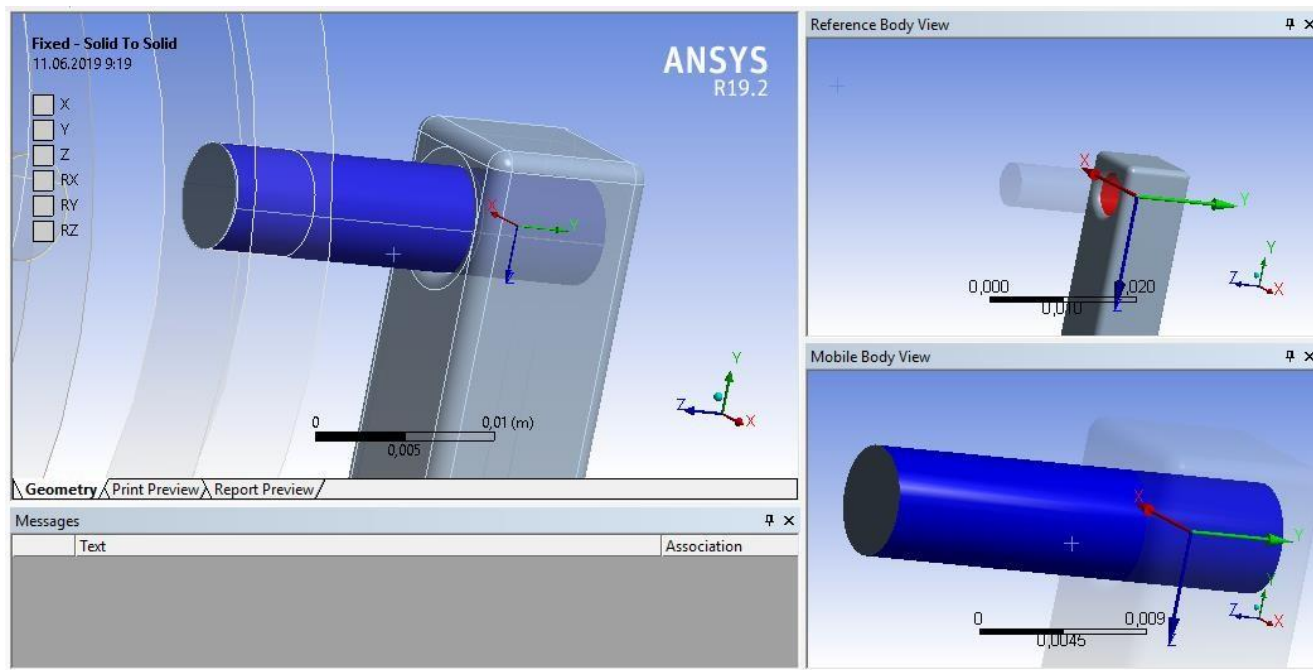 Fixed - Solid To Solid
11.06.2019 9:19
ANSYS
R19.2
X
Y
Z
RX
RY
RZ
X
Y
Z
Y
Z
X
0
0,01 (m)
0,005
Geometry Print Preview Report Preview
Messages
Text Association
Reference Body View
X
Y
Z
0,000
0,020
0,010
Y
Z
X
Mobile Body View
X
Y
Z
Y
Z
X
0
0,009
0,0045